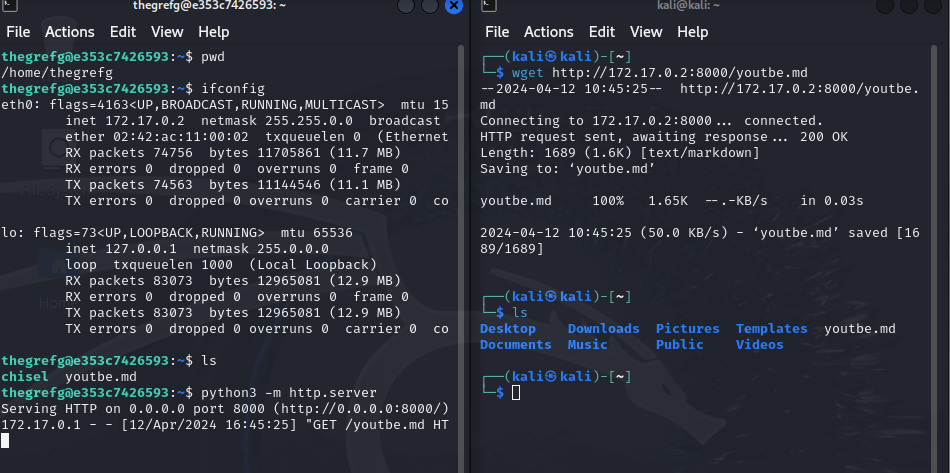 thegrefg@e353c7426593: ~
File Actions Edit View Help
thegrefg@e353c7426593:~$ pwd
/home/thegrefg
thegrefg@e353c7426593:~$ ifconfig
eth0: flags=4163<UP,BROADCAST,RUNNING,MULTICAST>  mtu 15
        inet 172.17.0.2  netmask 255.255.0.0  broadcast
        ether 02:42:ac:11:00:02  txqueuelen 0  (Ethernet
        RX packets 74756  bytes 11705861 (11.7 MB)
        RX errors 0  dropped 0  overruns 0  frame 0
        TX packets 74563  bytes 11144546 (11.1 MB)
        TX errors 0  dropped 0 overruns 0  carrier 0  co
lo: flags=73<UP,LOOPBACK,RUNNING>  mtu 65536
        inet 127.0.0.1  netmask 255.0.0.0
        loop  txqueuelen 1000  (Local Loopback)
        RX packets 83073  bytes 12965081 (12.9 MB)
        RX errors 0  dropped 0  overruns 0  frame 0
        TX packets 83073  bytes 12965081 (12.9 MB)
        TX errors 0  dropped 0 overruns 0  carrier 0  co
thegrefg@e353c7426593:~$ ls
chisel  youtbe.md
thegrefg@e353c7426593:~$ python3 -m http.server
Serving HTTP on 0.0.0.0 port 8000 (http://0.0.0.0:8000/)
172.17.0.1 - - [12/Apr/2024 16:45:25] "GET /youtbe.md HT
kali@kali: ~
File Actions Edit View Help
┌──(kali㉿kali)-[~]
└─$ wget http://172.17.0.2:8000/youtbe.md
--2024-04-12 10:45:25--  http://172.17.0.2:8000/youtbe.
md
Connecting to 172.17.0.2:8000... connected.
HTTP request sent, awaiting response... 200 OK
Length: 1689 (1.6K) [text/markdown]
Saving to: ‘youtbe.md’
youtbe.md     100%   1.65K  --.-KB/s    in 0.03s
2024-04-12 10:45:25 (50.0 KB/s) - ‘youtbe.md’ saved [16
89/1689]
┌──(kali㉿kali)-[~]
└─$ ls
Desktop    Downloads  Pictures  Templates  youtbe.md
Documents  Music      Public    Videos
┌──(kali㉿kali)-[~]
└─$